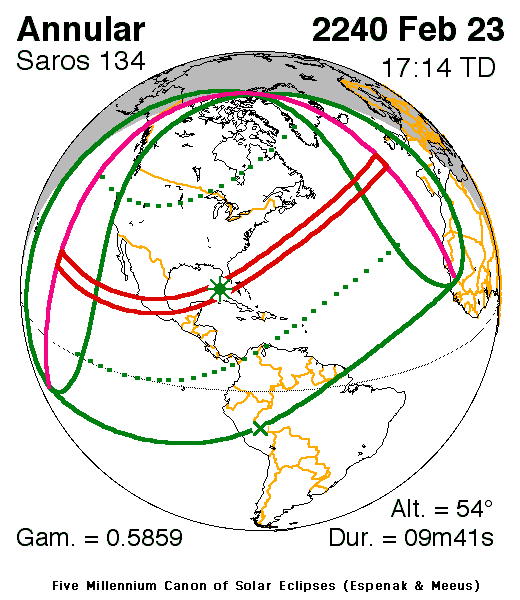 Annular
2240 Feb 23
Saros 134
17:14 TD
Alt. = 54°
Gam. = 0.5859
Dur. = 09m41s
Five Millennium Canon of Solar Eclipses (Espenak & Meeus)